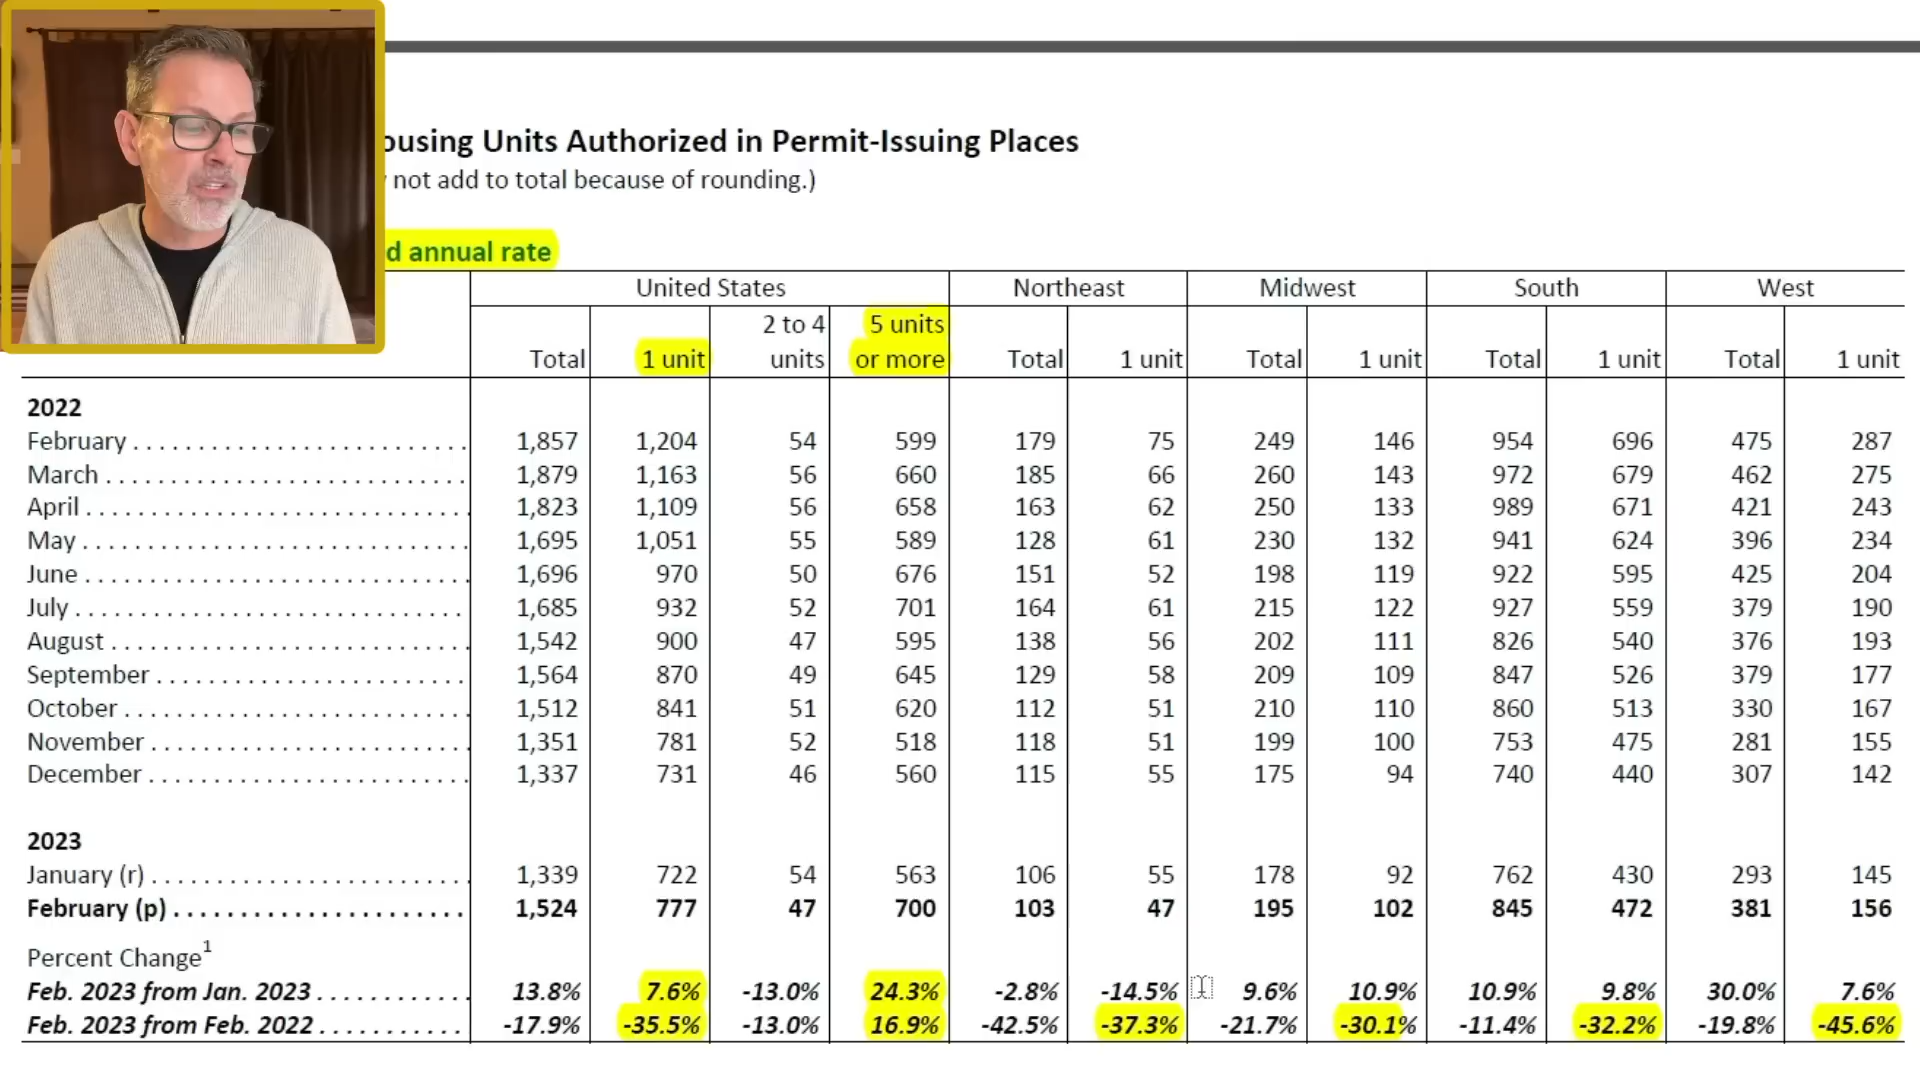 ousing Units Authorized in Permit-Issuing Places
not add to total because of rounding.)
d annual rate
United States Northeast Midwest South West
Total 1 unit 2 to 4 units 5 units or more Total 1 unit Total 1 unit Total 1 unit Total 1 unit
2022
February 1,857 1,204 54 599 179 75 249 146 954 696 475 287
March 1,879 1,163 56 660 185 66 260 143 972 679 462 275
April 1,823 1,109 56 658 163 62 250 133 989 671 421 243
May 1,695 1,051 55 589 128 61 230 132 941 624 396 234
June 1,696 970 50 676 151 52 198 119 922 595 425 204
July 1,685 932 52 701 164 61 215 122 927 559 379 190
August 1,542 900 47 595 138 56 202 111 826 540 376 193
September 1,564 870 49 645 129 58 209 109 847 526 379 177
October 1,512 841 51 620 112 51 210 110 860 513 330 167
November 1,351 781 52 518 118 51 199 100 753 475 281 155
December 1,337 731 46 560 115 55 175 94 740 440 307 142
2023
January (r) 1,339 722 54 563 106 55 178 92 762 430 293 145
February (p) 1,524 777 47 700 103 47 195 102 845 472 381 156
Percent Change¹
Feb. 2023 from Jan. 2023 13.8% 7.6% -13.0% 24.3% -2.8% -14.5% 9.6% 10.9% 10.9% 9.8% 30.0% 7.6%
Feb. 2023 from Feb. 2022 -17.9% -35.5% -13.0% 16.9% -42.5% -37.3% -21.7% -30.1% -11.4% -32.2% -19.8% -45.6%